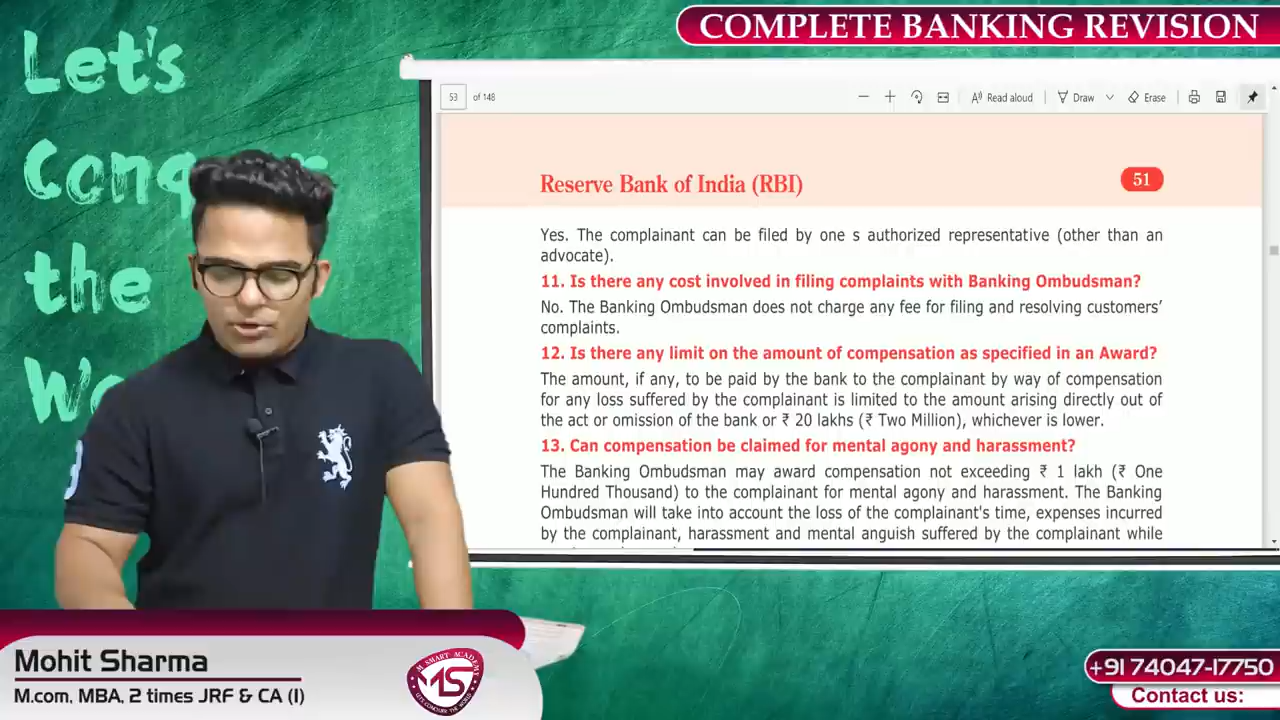 COMPLETE BANKING REVISION
Let's
the
53 of 148
Read aloud
Draw
Erase
Reserve Bank of India (RBI)
51
Yes. The complainant can be filed by one s authorized representative (other than an
advocate).
11. Is there any cost involved in filing complaints with Banking Ombudsman?
No. The Banking Ombudsman does not charge any fee for filing and resolving customers’
complaints.
12. Is there any limit on the amount of compensation as specified in an Award?
The amount, if any, to be paid by the bank to the complainant by way of compensation
for any loss suffered by the complainant is limited to the amount arising directly out of
the act or omission of the bank or ₹ 20 lakhs (₹ Two Million), whichever is lower.
13. Can compensation be claimed for mental agony and harassment?
The Banking Ombudsman may award compensation not exceeding ₹ 1 lakh (₹ One
Hundred Thousand) to the complainant for mental agony and harassment. The Banking
Ombudsman will take into account the loss of the complainant's time, expenses incurred
by the complainant, harassment and mental anguish suffered by the complainant while
Mohit Sharma
M.com, MBA, 2 times JRF & CA (I)
M SMART ACADEMY
MS
LET'S CONQUER THE WORLD
+91 74047-17750
Contact us: